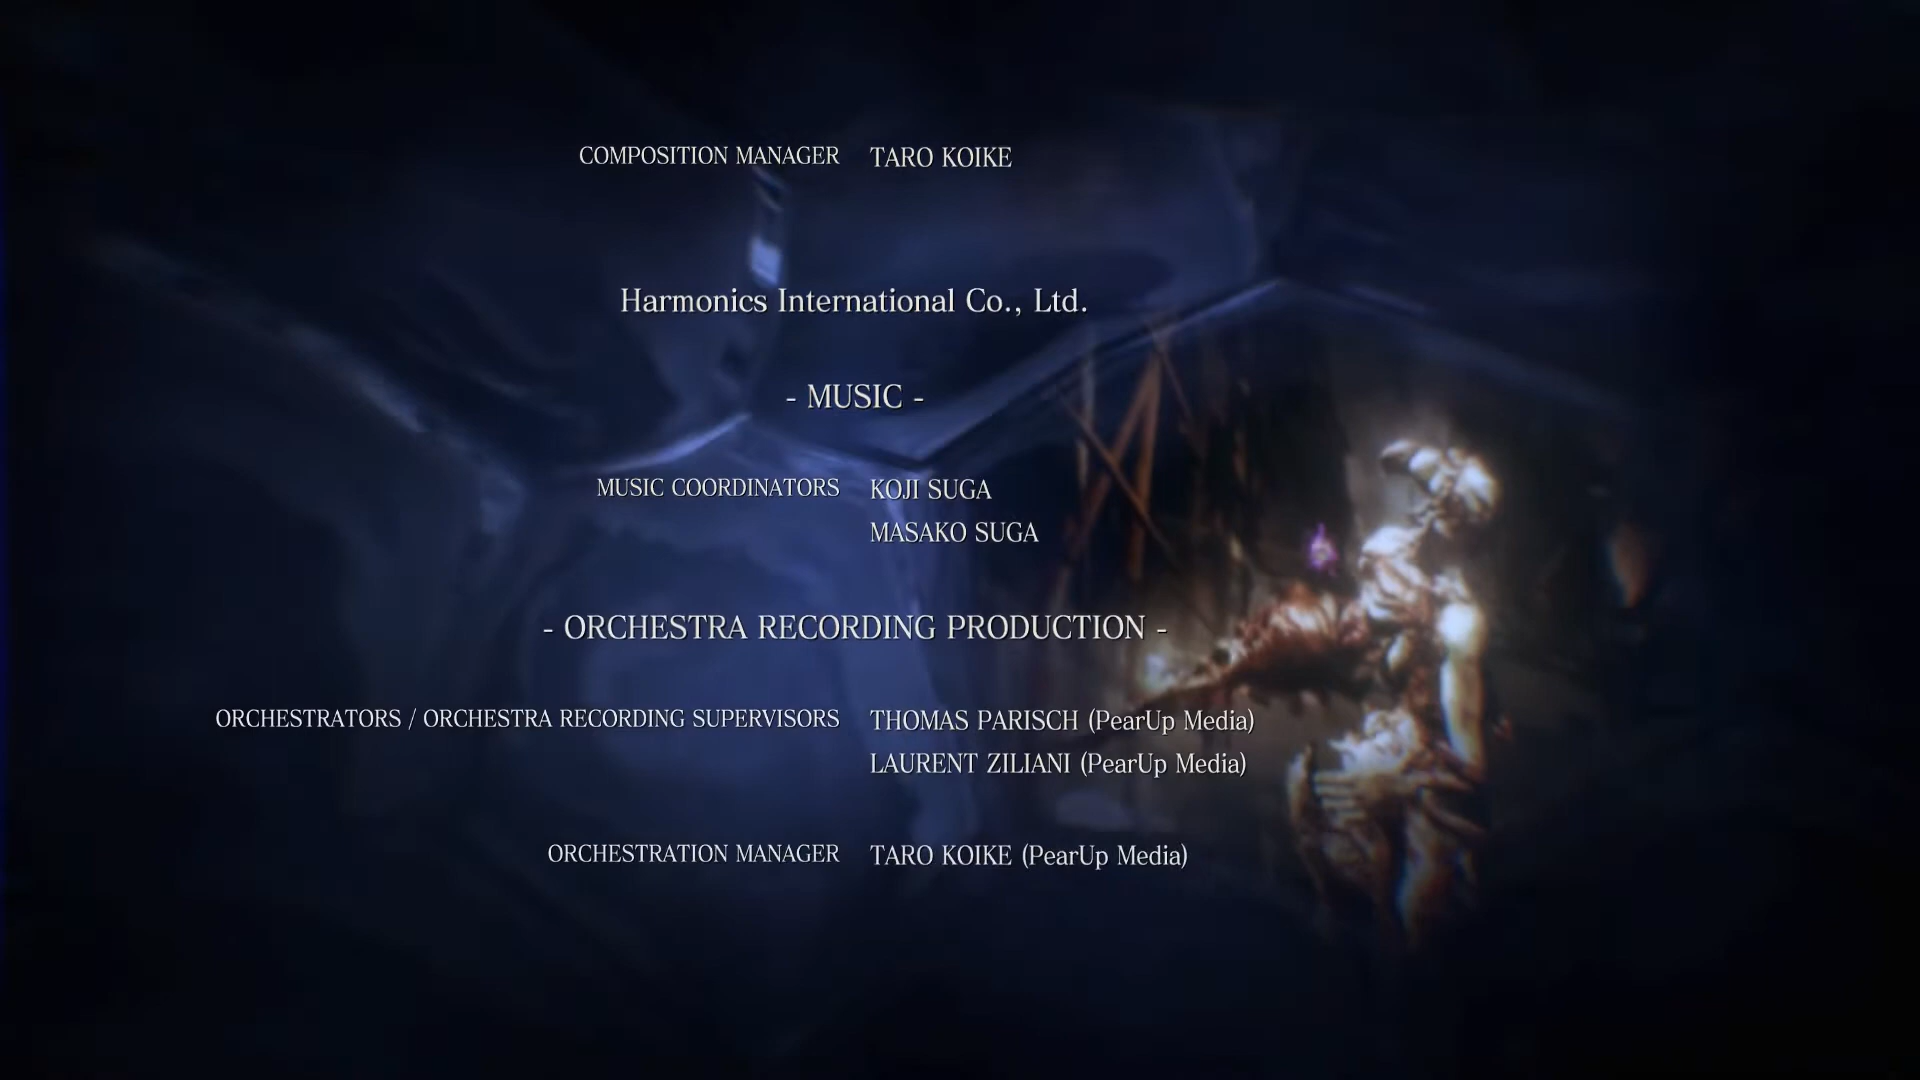 COMPOSITION MANAGER TARO KOIKE
Harmonics International Co., Ltd.
- MUSIC -
MUSIC COORDINATORS KOJI SUGA
MASAKO SUGA
- ORCHESTRA RECORDING PRODUCTION -
ORCHESTRATORS / ORCHESTRA RECORDING SUPERVISORS THOMAS PARISCH (PearUp Media)
LAURENT ZILIANI (PearUp Media)
ORCHESTRATION MANAGER TARO KOIKE (PearUp Media)